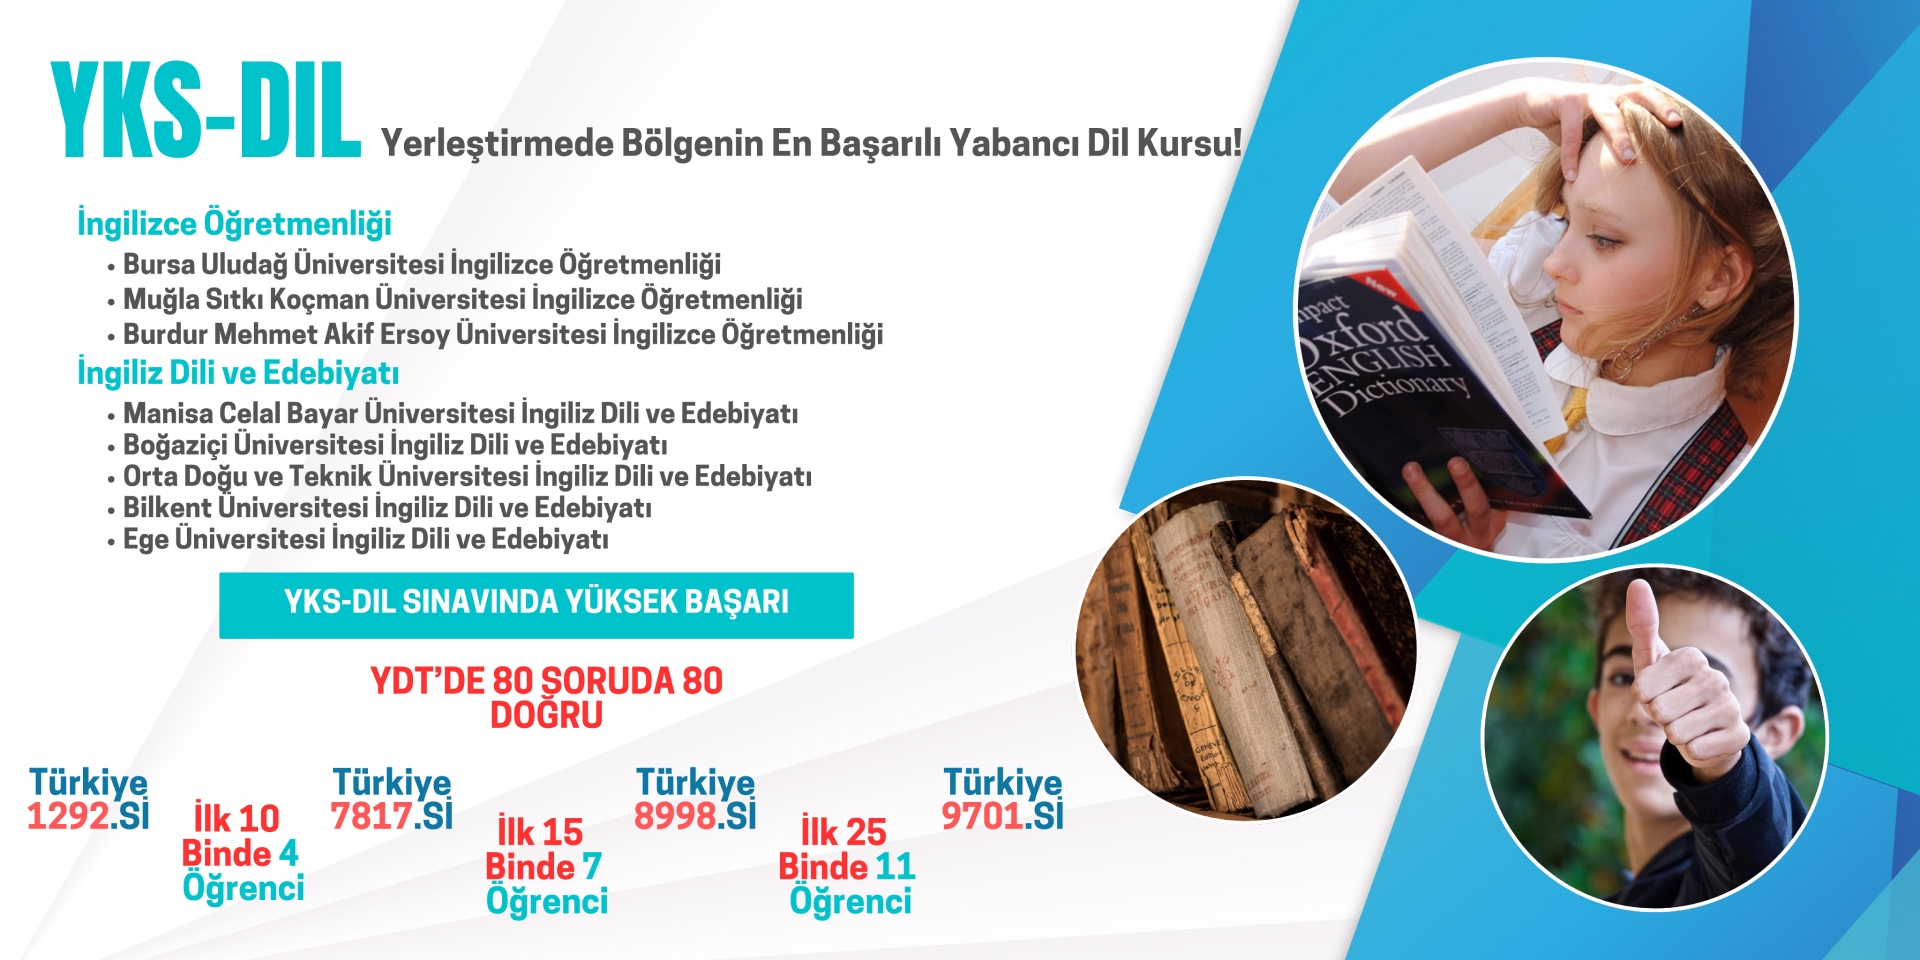 YKS-DIL
Yerleştirmede Bölgenin En Başarılı Yabancı Dil Kursu!
İngilizce Öğretmenliği
• Bursa Uludağ Üniversitesi İngilizce Öğretmenliği
• Muğla Sıtkı Koçman Üniversitesi İngilizce Öğretmenliği
• Burdur Mehmet Akif Ersoy Üniversitesi İngilizce Öğretmenliği
İngiliz Dili ve Edebiyatı
• Manisa Celal Bayar Üniversitesi İngiliz Dili ve Edebiyatı
• Boğaziçi Üniversitesi İngiliz Dili ve Edebiyatı
• Orta Doğu ve Teknik Üniversitesi İngiliz Dili ve Edebiyatı
• Bilkent Üniversitesi İngiliz Dili ve Edebiyatı
• Ege Üniversitesi İngiliz Dili ve Edebiyatı
YKS-DIL SINAVINDA YÜKSEK BAŞARI
YDT’DE 80 SORUDA 80
DOĞRU
Türkiye
1292.Sİ
İlk 10
Binde 4
Öğrenci
Türkiye
7817.Sİ
İlk 15
Binde 7
Öğrenci
Türkiye
8998.Sİ
İlk 25
Binde 11
Öğrenci
Türkiye
9701.Sİ
New
Oxford
ENGLISH
Dictionary